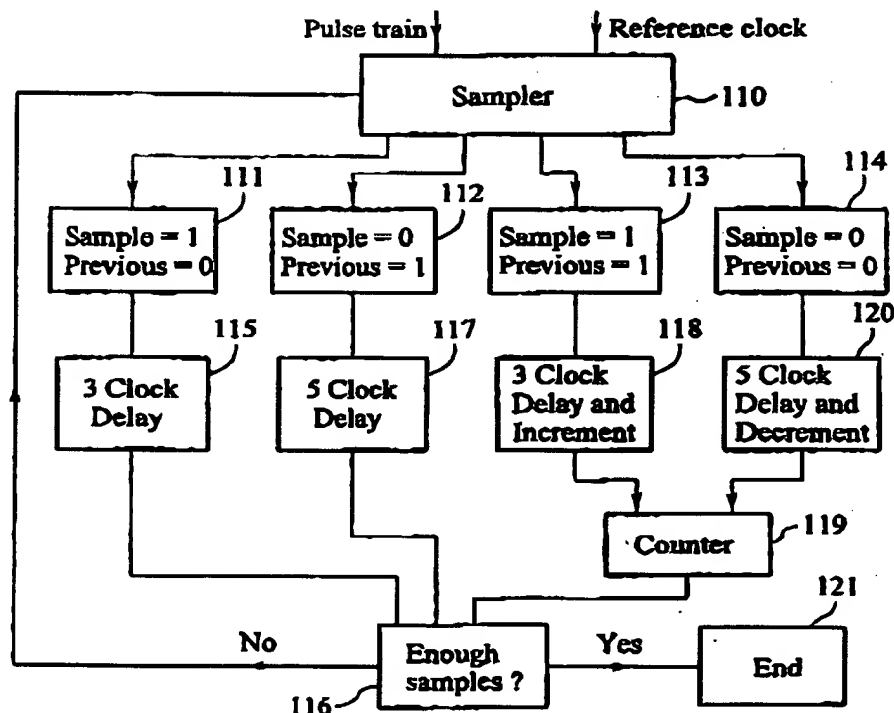 Pulse train
Reference clock
Sampler
110
111
112
113
114
Sample = 1
Previous = 0
Sample = 0
Previous = 1
Sample = 1
Previous = 1
Sample = 0
Previous = 0
115
117
118
120
3 Clock
Delay
5 Clock
Delay
3 Clock
Delay and
Increment
5 Clock
Delay and
Decrement
Counter
119
121
No
Enough
samples ?
Yes
End
116